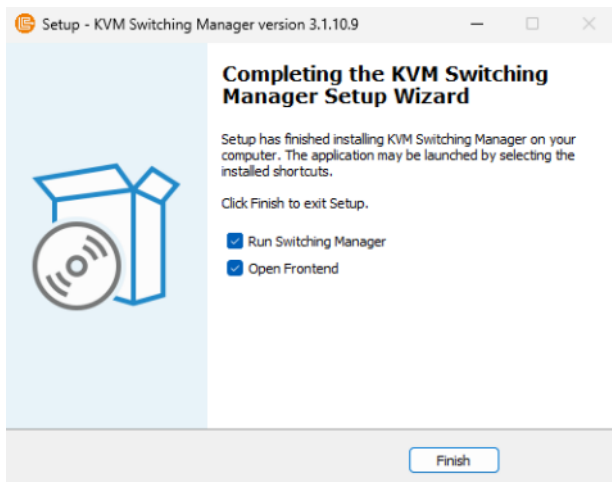 Setup - KVM Switching Manager version 3.1.10.9
Completing the KVM Switching
Manager Setup Wizard
Setup has finished installing KVM Switching Manager on your
computer. The application may be launched by selecting the
installed shortcuts.
Click Finish to exit Setup.
Run Switching Manager
Open Frontend
Finish